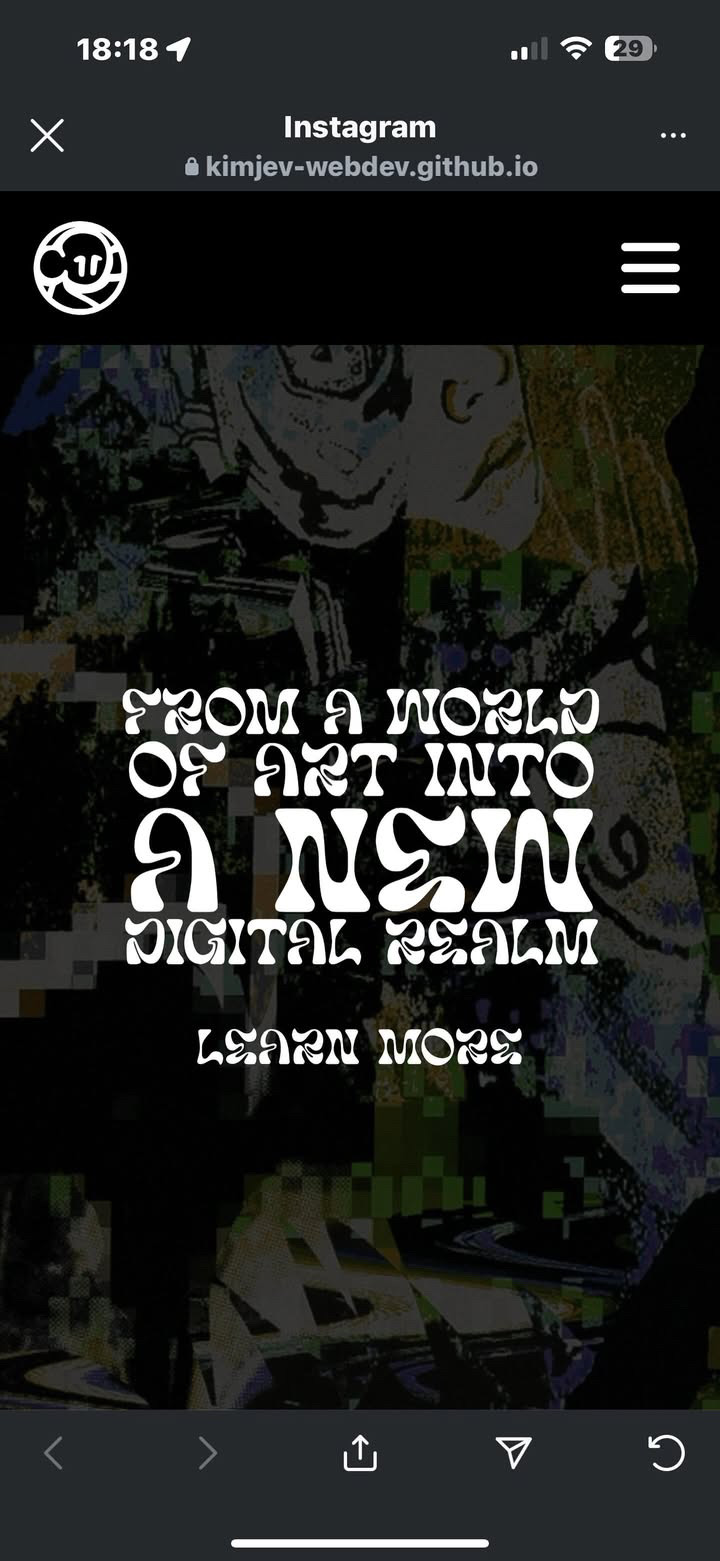 18:18
29
Instagram
kimjev-webdev.github.io
FROM A WORLD
OF ART INTO
A NEW
DIGITAL REALM
LEARN MORE